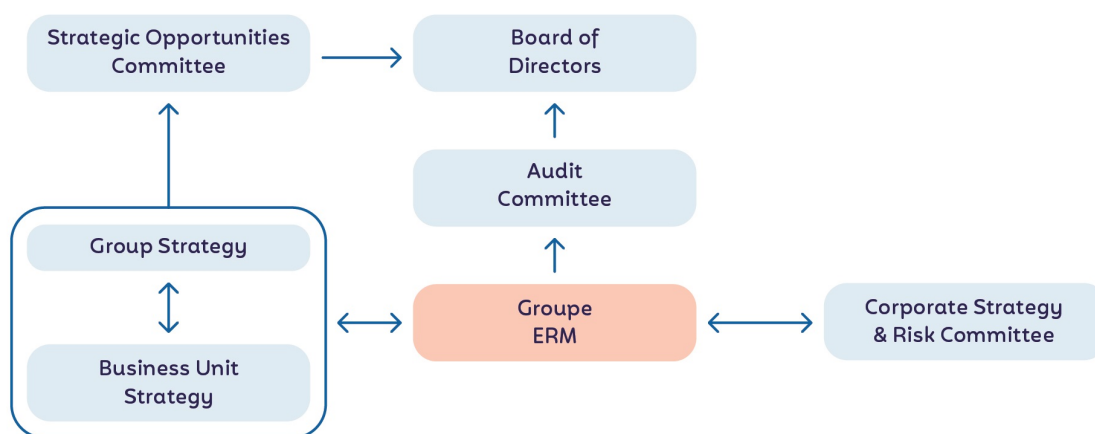 Strategic Opportunities
Committee
Board of
Directors
Audit
Committee
Group Strategy
Business Unit
Strategy
Groupe
ERM
Corporate Strategy
& Risk Committee